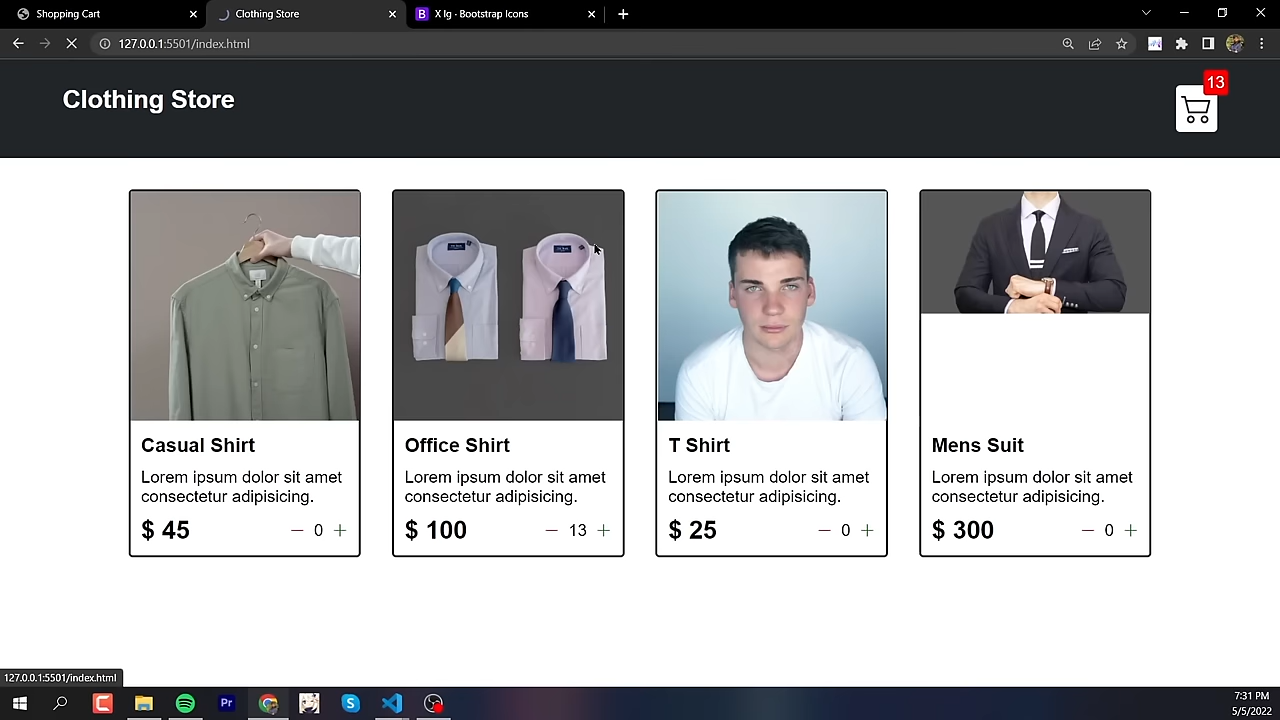 Shopping Cart
Clothing Store
B X lg · Bootstrap Icons
127.0.0.1:5501/index.html
Clothing Store
13
Casual Shirt
Lorem ipsum dolor sit amet
consectetur adipisicing.
$ 45
0
Office Shirt
Lorem ipsum dolor sit amet
consectetur adipisicing.
$ 100
13
T Shirt
Lorem ipsum dolor sit amet
consectetur adipisicing.
$ 25
0
Mens Suit
Lorem ipsum dolor sit amet
consectetur adipisicing.
$ 300
0
127.0.0.1:5501/index.html
Pr
7:31 PM
5/5/2022